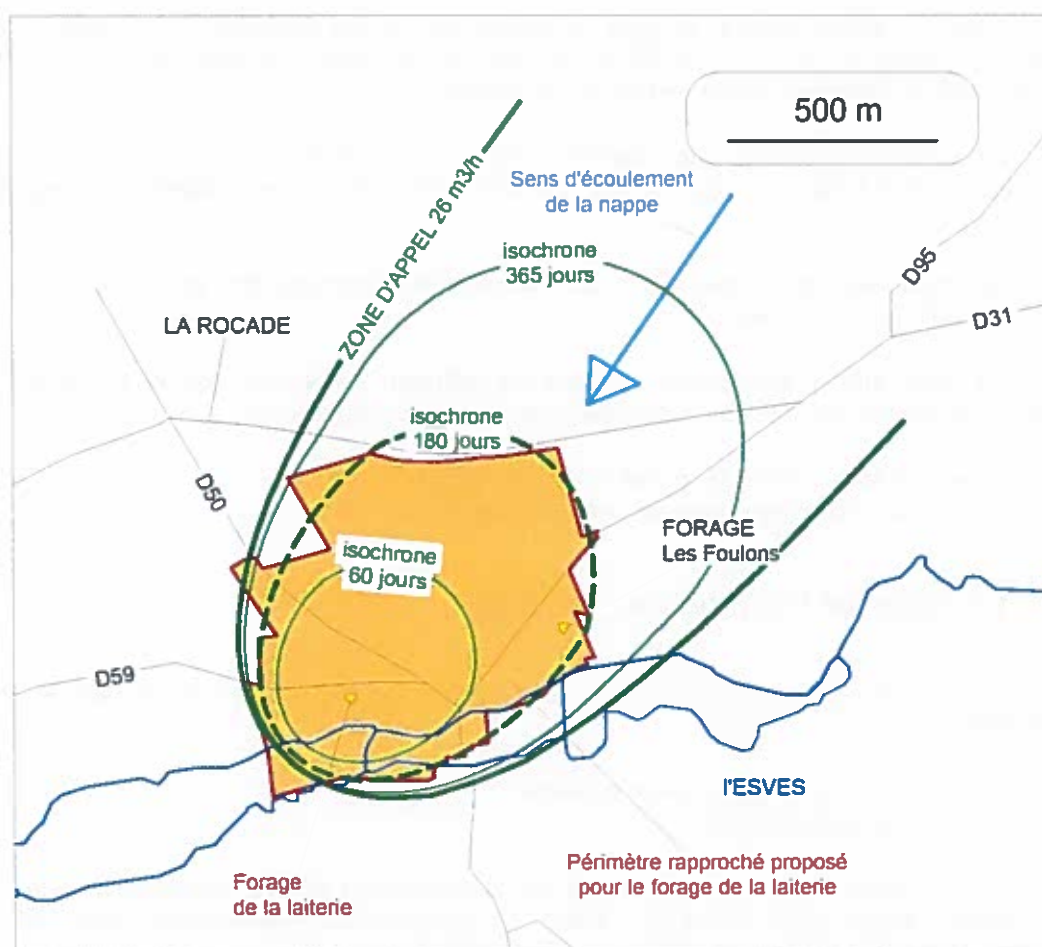 500 m
Sens d'écoulement
de la nappe
ZONE D'APPEL 26 m3/h
isochrone
365 jours
D95
D31
LA ROCADE
isochrone
180 jours
D50
FORAGE
Les Foulons
isochrone
60 jours
D59
l'ESVES
Forage
de la laiterie
Périmètre rapproché proposé
pour le forage de la laiterie